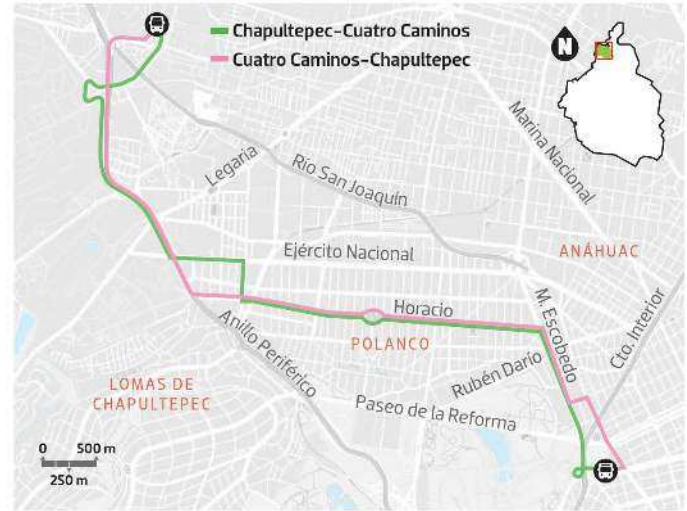 Chapultepec-Cuatro Caminos
Cuatro Caminos-Chapultepec
N
Marina Nacional
Legaria
Río San Joaquín
Ejército Nacional
ANÁHUAC
Horacio
M. Escobedo
Cto. Interior
Anillo Periférico
POLANCO
Rubén Darío
LOMAS DE
CHAPULTEPEC
Paseo de la Reforma
0 500 m
250 m